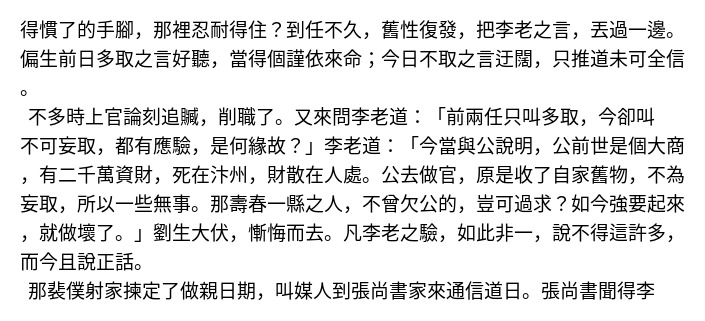 得慣了的手腳，那裡忍耐得住？到任不久，舊性復發，把李老之言，丟過一邊。
偏生前日多取之言好聽，當得個謹依來命；今日不取之言迂闊，只推道未可全信
。
不多時上官論刻追贓，削職了。又來問李老道：「前兩任只叫多取，今卻叫
不可妄取，都有應驗，是何緣故？」李老道：「今當與公說明，公前世是個大商
，有二千萬資財，死在汴州，財散在人處。公去做官，原是收了自家舊物，不為
妄取，所以一些無事。那壽春一縣之人，不曾欠公的，豈可過求？如今強要起來
，就做壞了。」劉生大伏，慚悔而去。凡李老之驗，如此非一，說不得這許多，
而今且說正話。
那裴僕射家揀定了做親日期，叫媒人到張尚書家來通信道日。張尚書聞得李